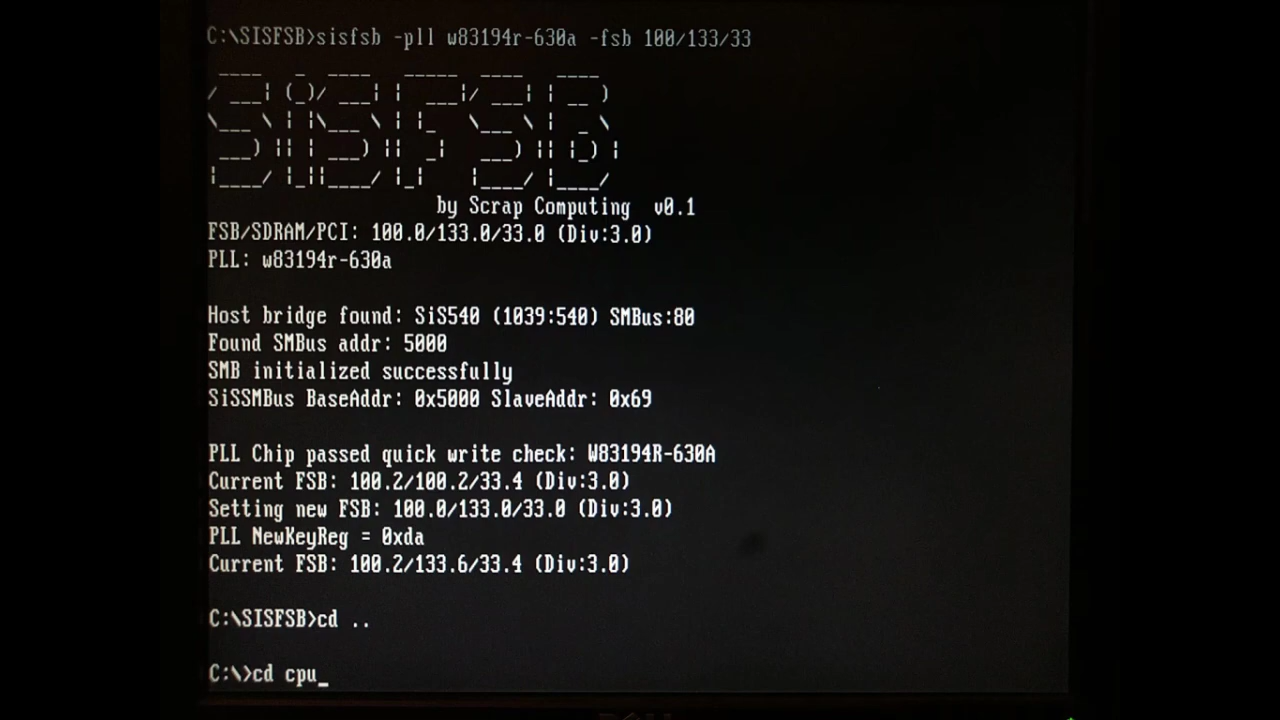 C:\SISFSB>sisfsb -pll w83194r-630a -fsb 100/133/33
SiSFSB
by Scrap Computing v0.1
FSB/SDRAM/PCI: 100.0/133.0/33.0 (Div:3.0)
PLL: w83194r-630a
Host bridge found: SiS540 (1039:540) SMBus:80
Found SMBus addr: 5000
SMB initialized successfully
SiSSMBus BaseAddr: 0x5000 SlaveAddr: 0x69
PLL Chip passed quick write check: W83194R-630A
Current FSB: 100.2/100.2/33.4 (Div:3.0)
Setting new FSB: 100.0/133.0/33.0 (Div:3.0)
PLL NewKeyReg = 0xda
Current FSB: 100.2/133.6/33.4 (Div:3.0)
C:\SISFSB>cd ..
C:\>cd cpu_